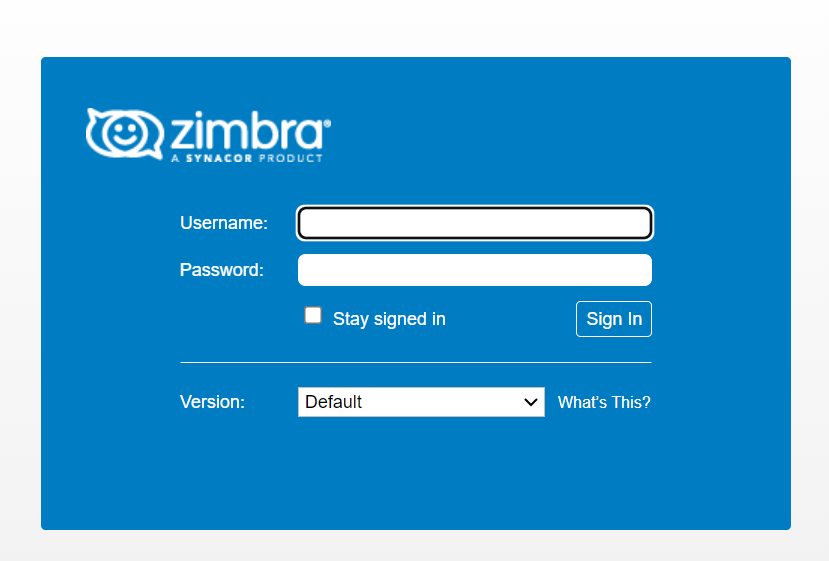 zimbra®
A SYNACOR PRODUCT
Username:
Password:
Stay signed in
Sign In
Version:
Default
What's This?